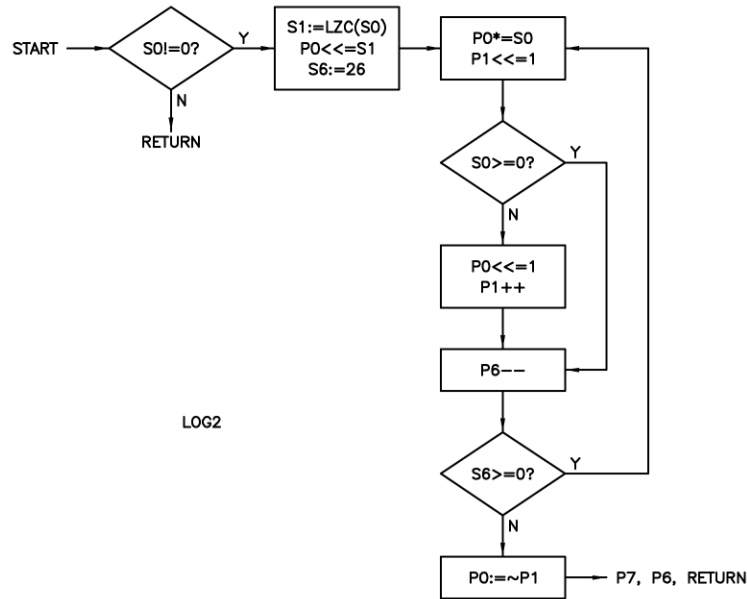 START
S0!=0?
Y
N
RETURN
S1:=LZC(S0)
P0<<=S1
S6:=26
P0*=S0
P1<<=1
S0>=0?
Y
N
P0<<=1
P1++
P6--
S6>=0?
Y
N
P0:=~P1
P7, P6, RETURN
LOG2